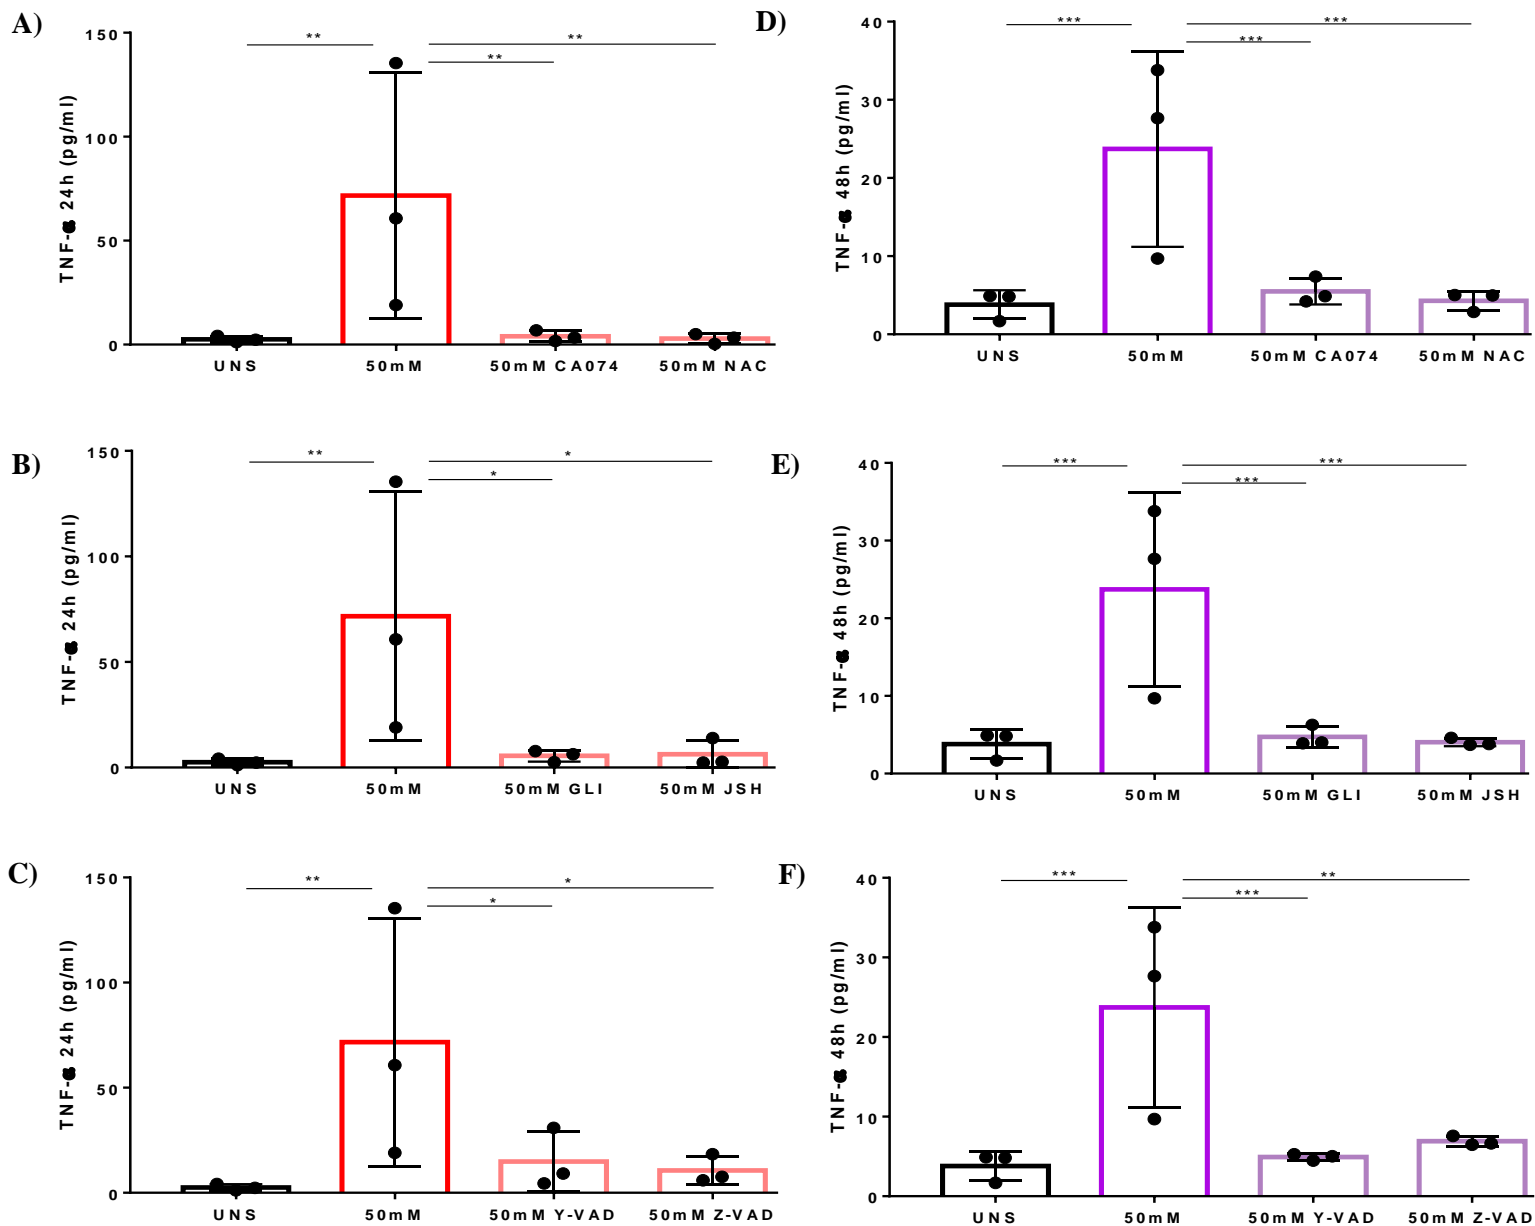 A)
TNF- 24h (pg/ml)
150
100
50
0
**
**
**
UNS
50mM
50mM CA074
50mM NAC
D)
TNF- 48h (pg/ml)
40
30
20
10
0
***
***
***
UNS
50mM
50mM CA074
50mM NAC
B)
TNF- 24h (pg/ml)
150
100
50
0
**
*
*
UNS
50mM
50mM GLI
50mM JSH
E)
TNF- 48h (pg/ml)
40
30
20
10
0
***
***
***
UNS
50mM
50mM GLI
50mM JSH
C)
TNF- 24h (pg/ml)
150
100
50
0
**
*
*
UNS
50mM
50mM Y-VAD
50mM Z-VAD
F)
TNF- 48h (pg/ml)
40
30
20
10
0
***
**
***
UNS
50mM
50mM Y-VAD
50mM Z-VAD